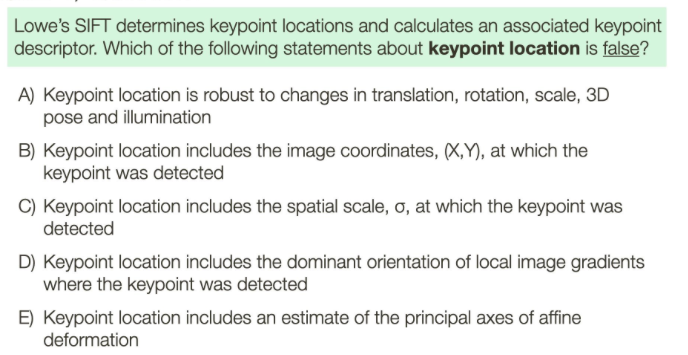 Lowe's SIFT determines keypoint locations and calculates an associated keypoint
descriptor. Which of the following statements about keypoint location is false?
A) Keypoint location is robust to changes in translation, rotation, scale, 3D
pose and illumination
B) Keypoint location includes the image coordinates, (X,Y), at which the
keypoint was detected
C) Keypoint location includes the spatial scale, σ, at which the keypoint was
detected
D) Keypoint location includes the dominant orientation of local image gradients
where the keypoint was detected
E) Keypoint location includes an estimate of the principal axes of affine
deformation